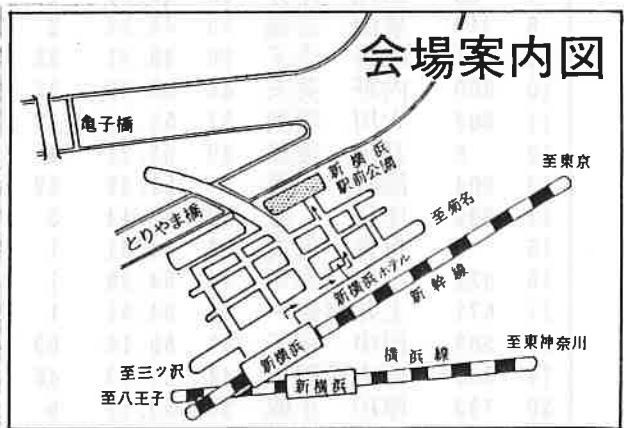 会場案内図
亀子橋
新横浜
駅前公園
至東京
とりやま橋
至菊名
新横浜ホテル
新幹線
新横浜
至東神奈川
横浜線
至三ツ沢
至八王子
新横浜